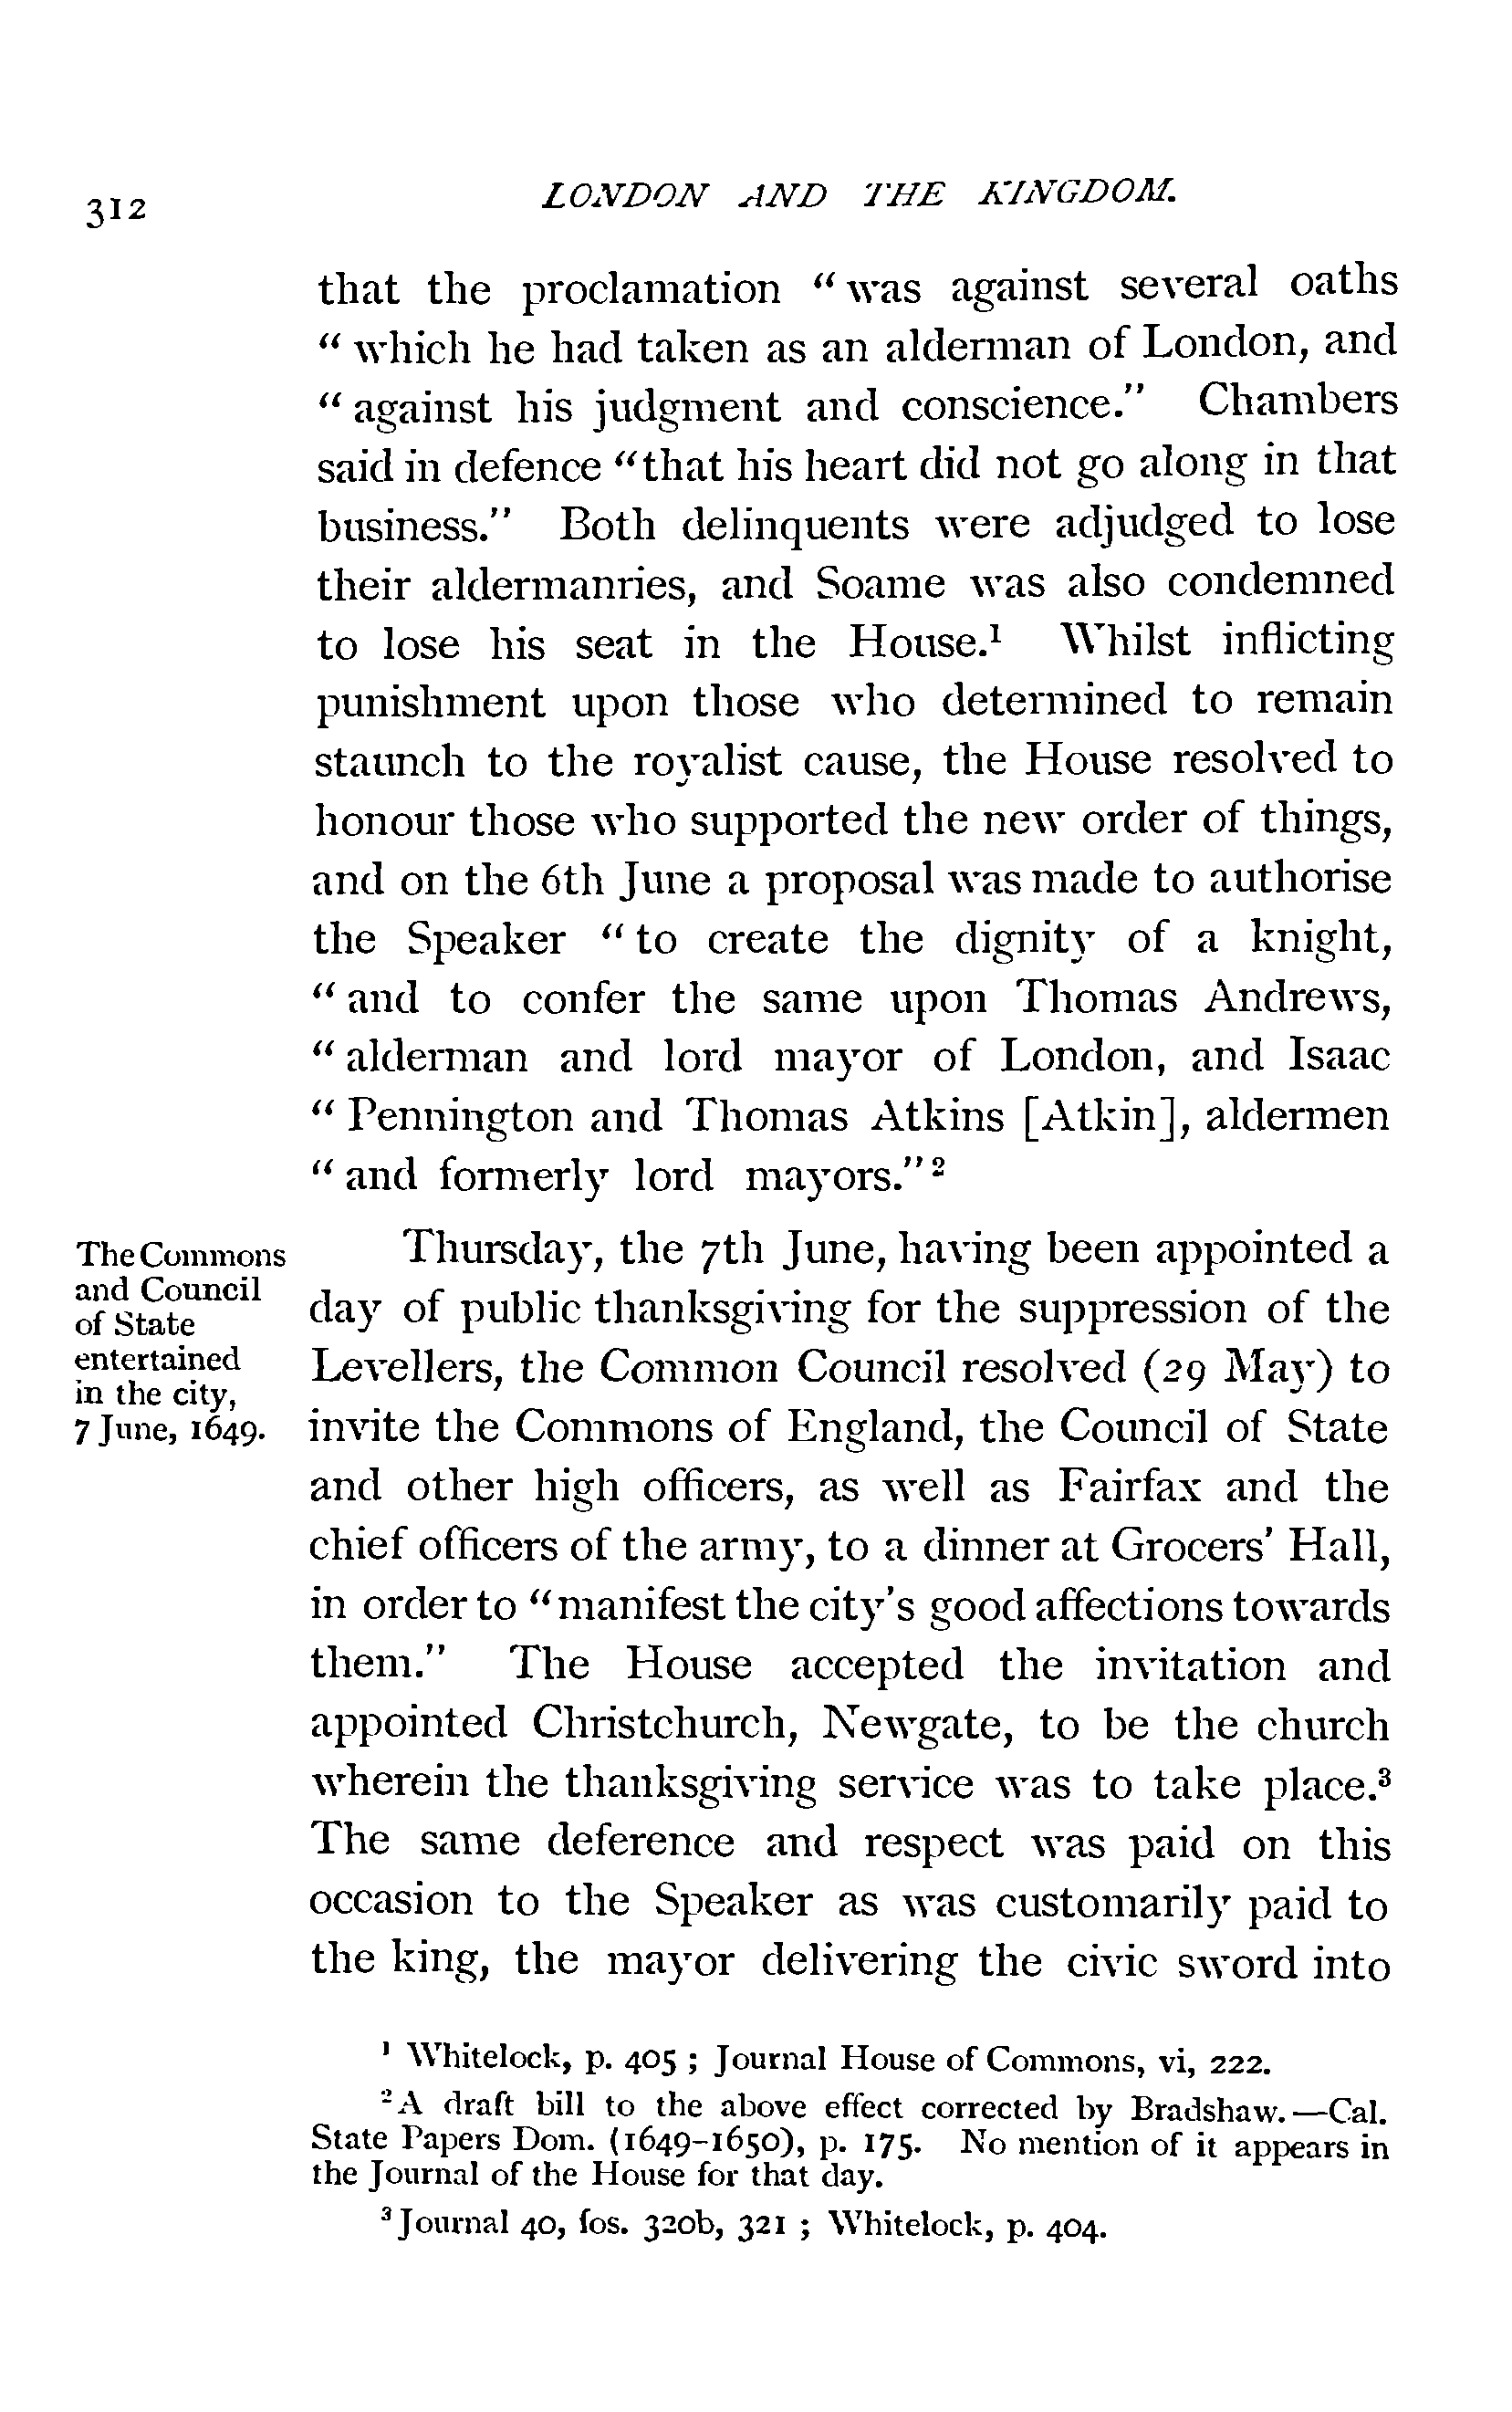 312
LONDON AND THE KINGDOM.
that the proclamation “ was against several oaths
“ which he had taken as an alderman of London, and
“ against his judgment and conscience.” Chambers
said in defence “that his heart did not go along in that
business.” Both delinquents were adjudged to lose
their aldermanries, and Soame was also condemned
to lose his seat in the House.¹ Whilst inflicting
punishment upon those who determined to remain
staunch to the royalist cause, the House resolved to
honour those who supported the new order of things,
and on the 6th June a proposal was made to authorise
the Speaker “ to create the dignity of a knight,
“ and to confer the same upon Thomas Andrews,
“ alderman and lord mayor of London, and Isaac
“ Pennington and Thomas Atkins [Atkin], aldermen
“ and formerly lord mayors.” ²
The Commons
and Council
of State
entertained
in the city,
7 June, 1649.
Thursday, the 7th June, having been appointed a
day of public thanksgiving for the suppression of the
Levellers, the Common Council resolved (29 May) to
invite the Commons of England, the Council of State
and other high officers, as well as Fairfax and the
chief officers of the army, to a dinner at Grocers’ Hall,
in order to “manifest the city’s good affections towards
them.” The House accepted the invitation and
appointed Christchurch, Newgate, to be the church
wherein the thanksgiving service was to take place.³
The same deference and respect was paid on this
occasion to the Speaker as was customarily paid to
the king, the mayor delivering the civic sword into
¹ Whitelock, p. 405 ; Journal House of Commons, vi, 222.
² A draft bill to the above effect corrected by Bradshaw.—Cal.
State Papers Dom. (1649-1650), p. 175. No mention of it appears in
the Journal of the House for that day.
³ Journal 40, fos. 320b, 321 ; Whitelock, p. 404.